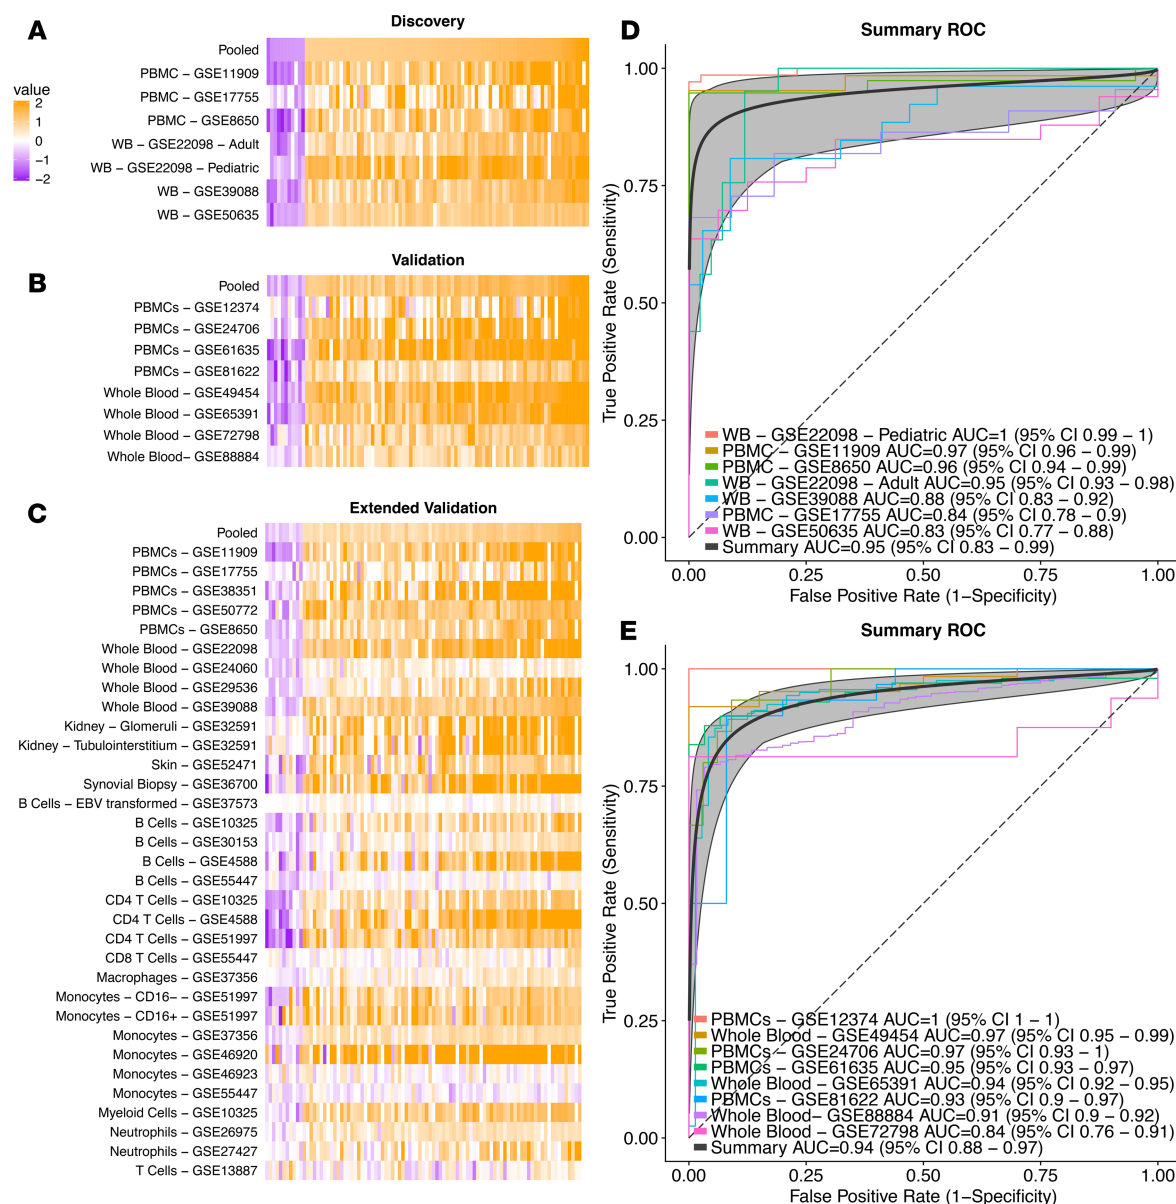 A
Discovery
value
2
1
0
−1
−2
Pooled
PBMC − GSE11909
PBMC − GSE17755
PBMC − GSE8650
WB − GSE22098 − Adult
WB − GSE22098 − Pediatric
WB − GSE39088
WB − GSE50635
B
Validation
Pooled
PBMCs − GSE12374
PBMCs − GSE24706
PBMCs − GSE61635
PBMCs − GSE81622
Whole Blood − GSE49454
Whole Blood − GSE65391
Whole Blood − GSE72798
Whole Blood− GSE88884
C
Extended Validation
Pooled
PBMCs − GSE11909
PBMCs − GSE17755
PBMCs − GSE38351
PBMCs − GSE50772
PBMCs − GSE8650
Whole Blood − GSE22098
Whole Blood − GSE24060
Whole Blood − GSE29536
Whole Blood − GSE39088
Kidney − Glomeruli − GSE32591
Kidney − Tubulointerstitium − GSE32591
Skin − GSE52471
Synovial Biopsy − GSE36700
B Cells − EBV transformed − GSE37573
B Cells − GSE10325
B Cells − GSE30153
B Cells − GSE4588
B Cells − GSE55447
CD4 T Cells − GSE10325
CD4 T Cells − GSE4588
CD4 T Cells − GSE51997
CD8 T Cells − GSE55447
Macrophages − GSE37356
Monocytes − CD16− − GSE51997
Monocytes − CD16+ − GSE51997
Monocytes − GSE37356
Monocytes − GSE46920
Monocytes − GSE46923
Monocytes − GSE55447
Myeloid Cells − GSE10325
Neutrophils − GSE26975
Neutrophils − GSE27427
T Cells − GSE13887
D
Summary ROC
True Positive Rate (Sensitivity)
1.00
0.75
0.50
0.25
0.00
WB − GSE22098 − Pediatric AUC=1 (95% CI 0.99 − 1)
PBMC − GSE11909 AUC=0.97 (95% CI 0.96 − 0.99)
PBMC − GSE8650 AUC=0.96 (95% CI 0.94 − 0.99)
WB − GSE22098 − Adult AUC=0.95 (95% CI 0.93 − 0.98)
WB − GSE39088 AUC=0.88 (95% CI 0.83 − 0.92)
PBMC − GSE17755 AUC=0.84 (95% CI 0.78 − 0.9)
WB − GSE50635 AUC=0.83 (95% CI 0.77 − 0.88)
Summary AUC=0.95 (95% CI 0.83 − 0.99)
0.00 0.25 0.50 0.75 1.00
False Positive Rate (1−Specificity)
E
Summary ROC
True Positive Rate (Sensitivity)
1.00
0.75
0.50
0.25
0.00
PBMCs − GSE12374 AUC=1 (95% CI 1 − 1)
Whole Blood − GSE49454 AUC=0.97 (95% CI 0.95 − 0.99)
PBMCs − GSE24706 AUC=0.97 (95% CI 0.93 − 1)
PBMCs − GSE61635 AUC=0.95 (95% CI 0.93 − 0.97)
Whole Blood − GSE65391 AUC=0.94 (95% CI 0.92 − 0.95)
PBMCs − GSE81622 AUC=0.93 (95% CI 0.9 − 0.97)
Whole Blood− GSE88884 AUC=0.91 (95% CI 0.9 − 0.92)
Whole Blood − GSE72798 AUC=0.84 (95% CI 0.76 − 0.91)
Summary AUC=0.94 (95% CI 0.88 − 0.97)
0.00 0.25 0.50 0.75 1.00
False Positive Rate (1−Specificity)